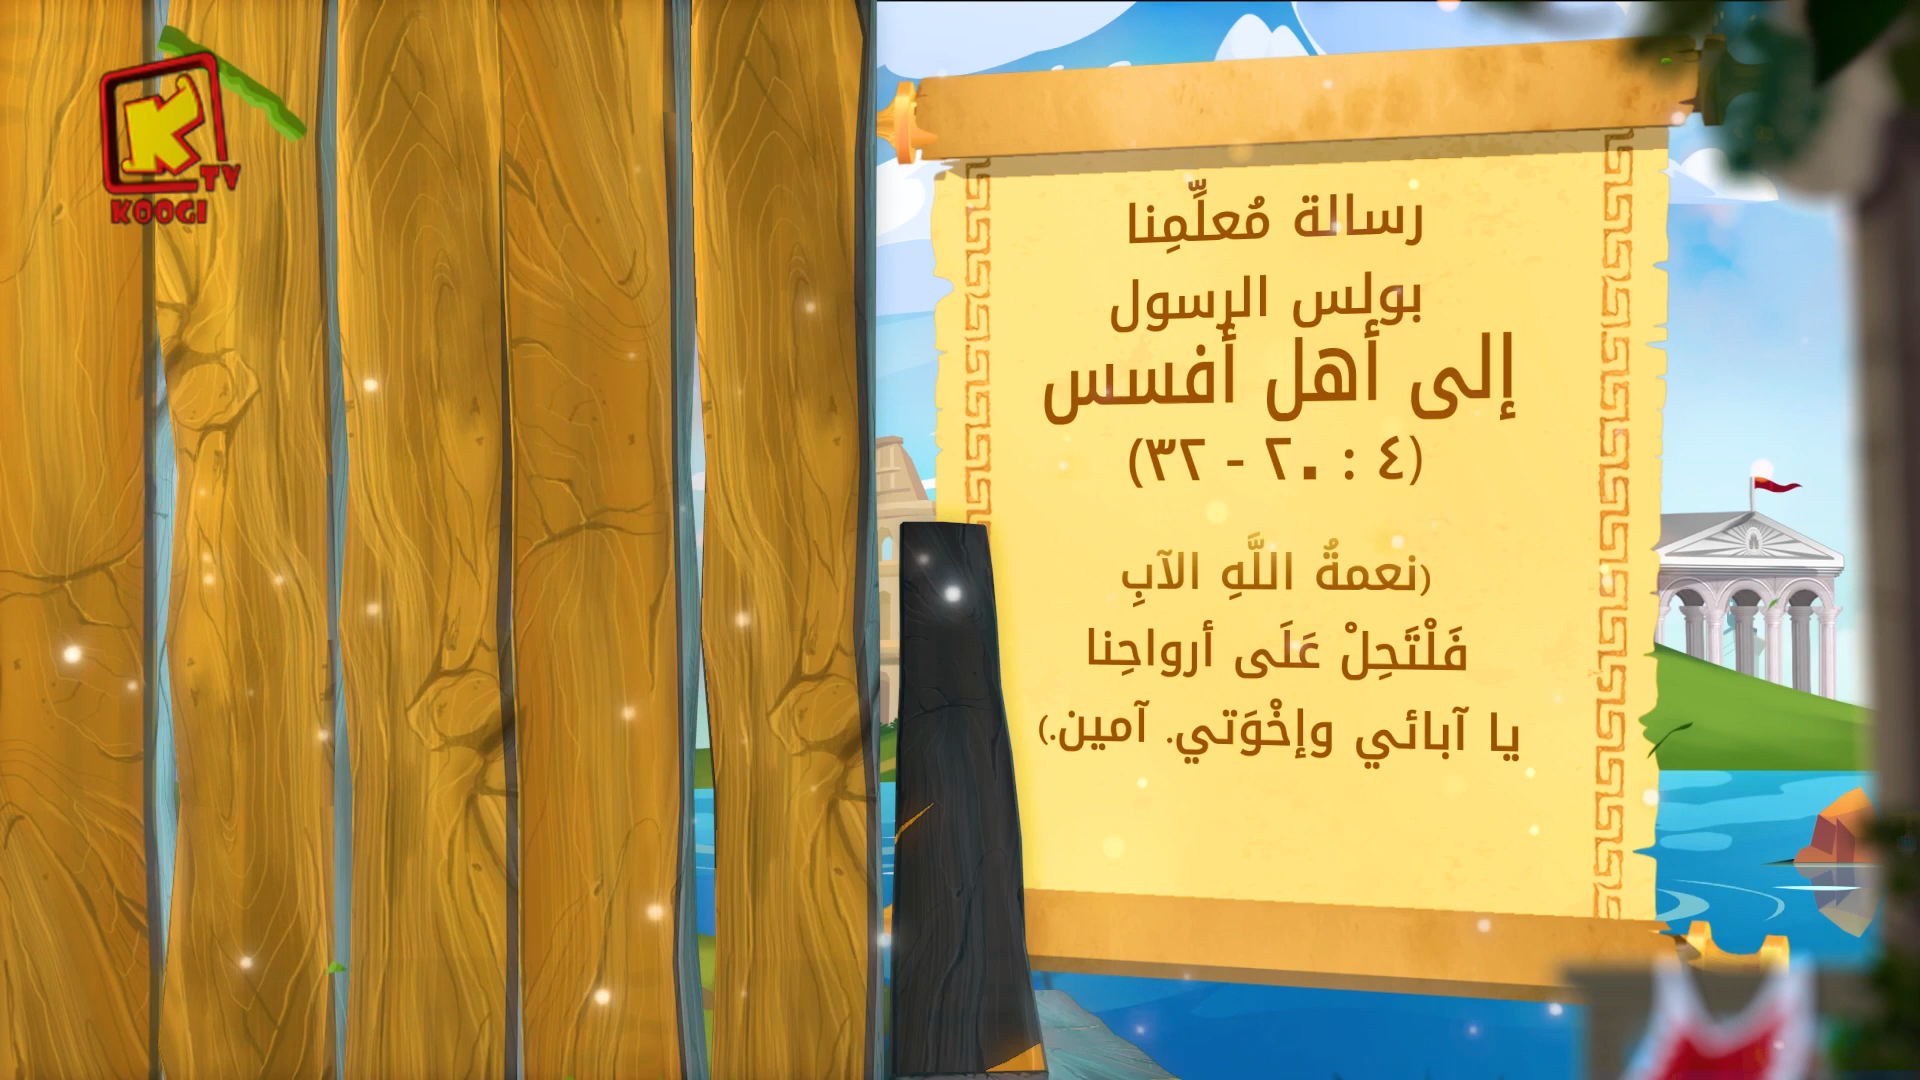 K TV
KOOGI
رسالة مُعلِّمِنا
بولس الرسول
إلى أهل أفسس
(٤ : ٢٠ - ٣٢)
(نعمةُ اللَّهِ الآبِ
فَلْتَحِلْ عَلَى أرواحِنا
يا آبائي وإخْوَتي. آمين.)